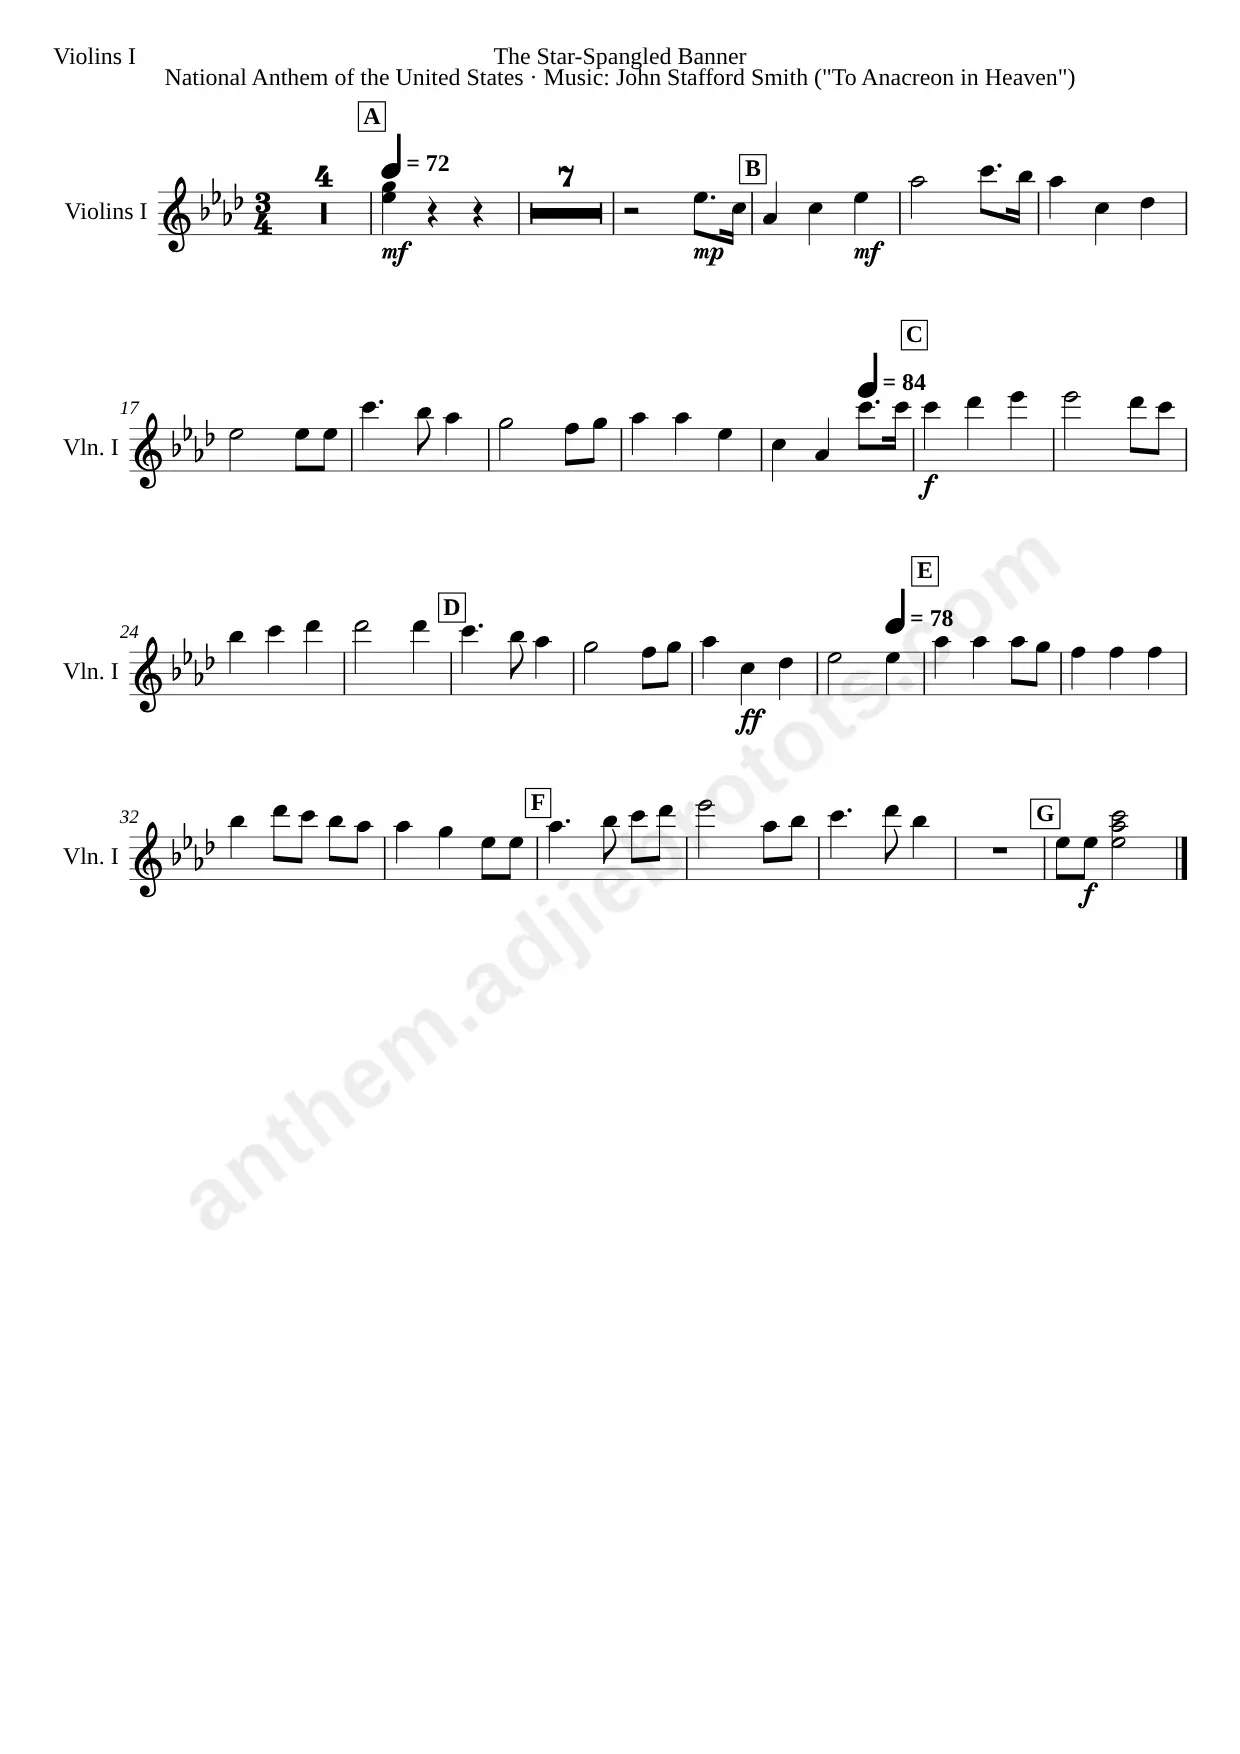 Violins I
The Star-Spangled Banner
National Anthem of the United States · Music: John Stafford Smith ("To Anacreon in Heaven")
A
= 72
4
7
B
Violins I
3
4
mf
mp
mf
C
= 84
17
Vln. I
f
E
= 78
D
24
Vln. I
ff
F
G
32
Vln. I
f
anthem.adjiebrotots.com